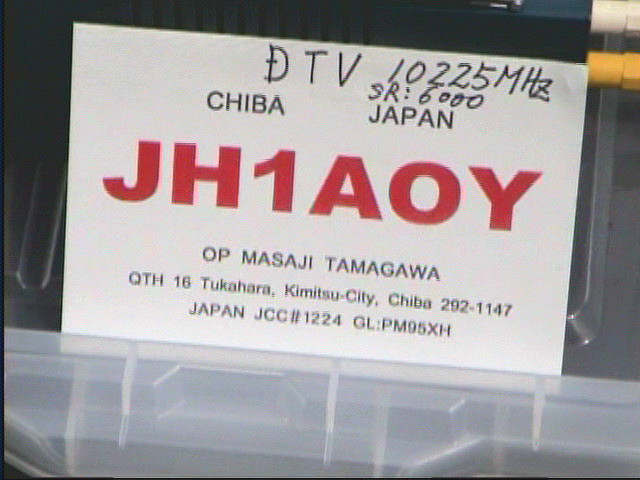 DTV 10225MHz
SR: 6000
CHIBA JAPAN
JH1AOY
OP MASAJI TAMAGAWA
QTH 16 Tukahara, Kimitsu-City, Chiba 292-1147
JAPAN JCC#1224 GL:PM95XH